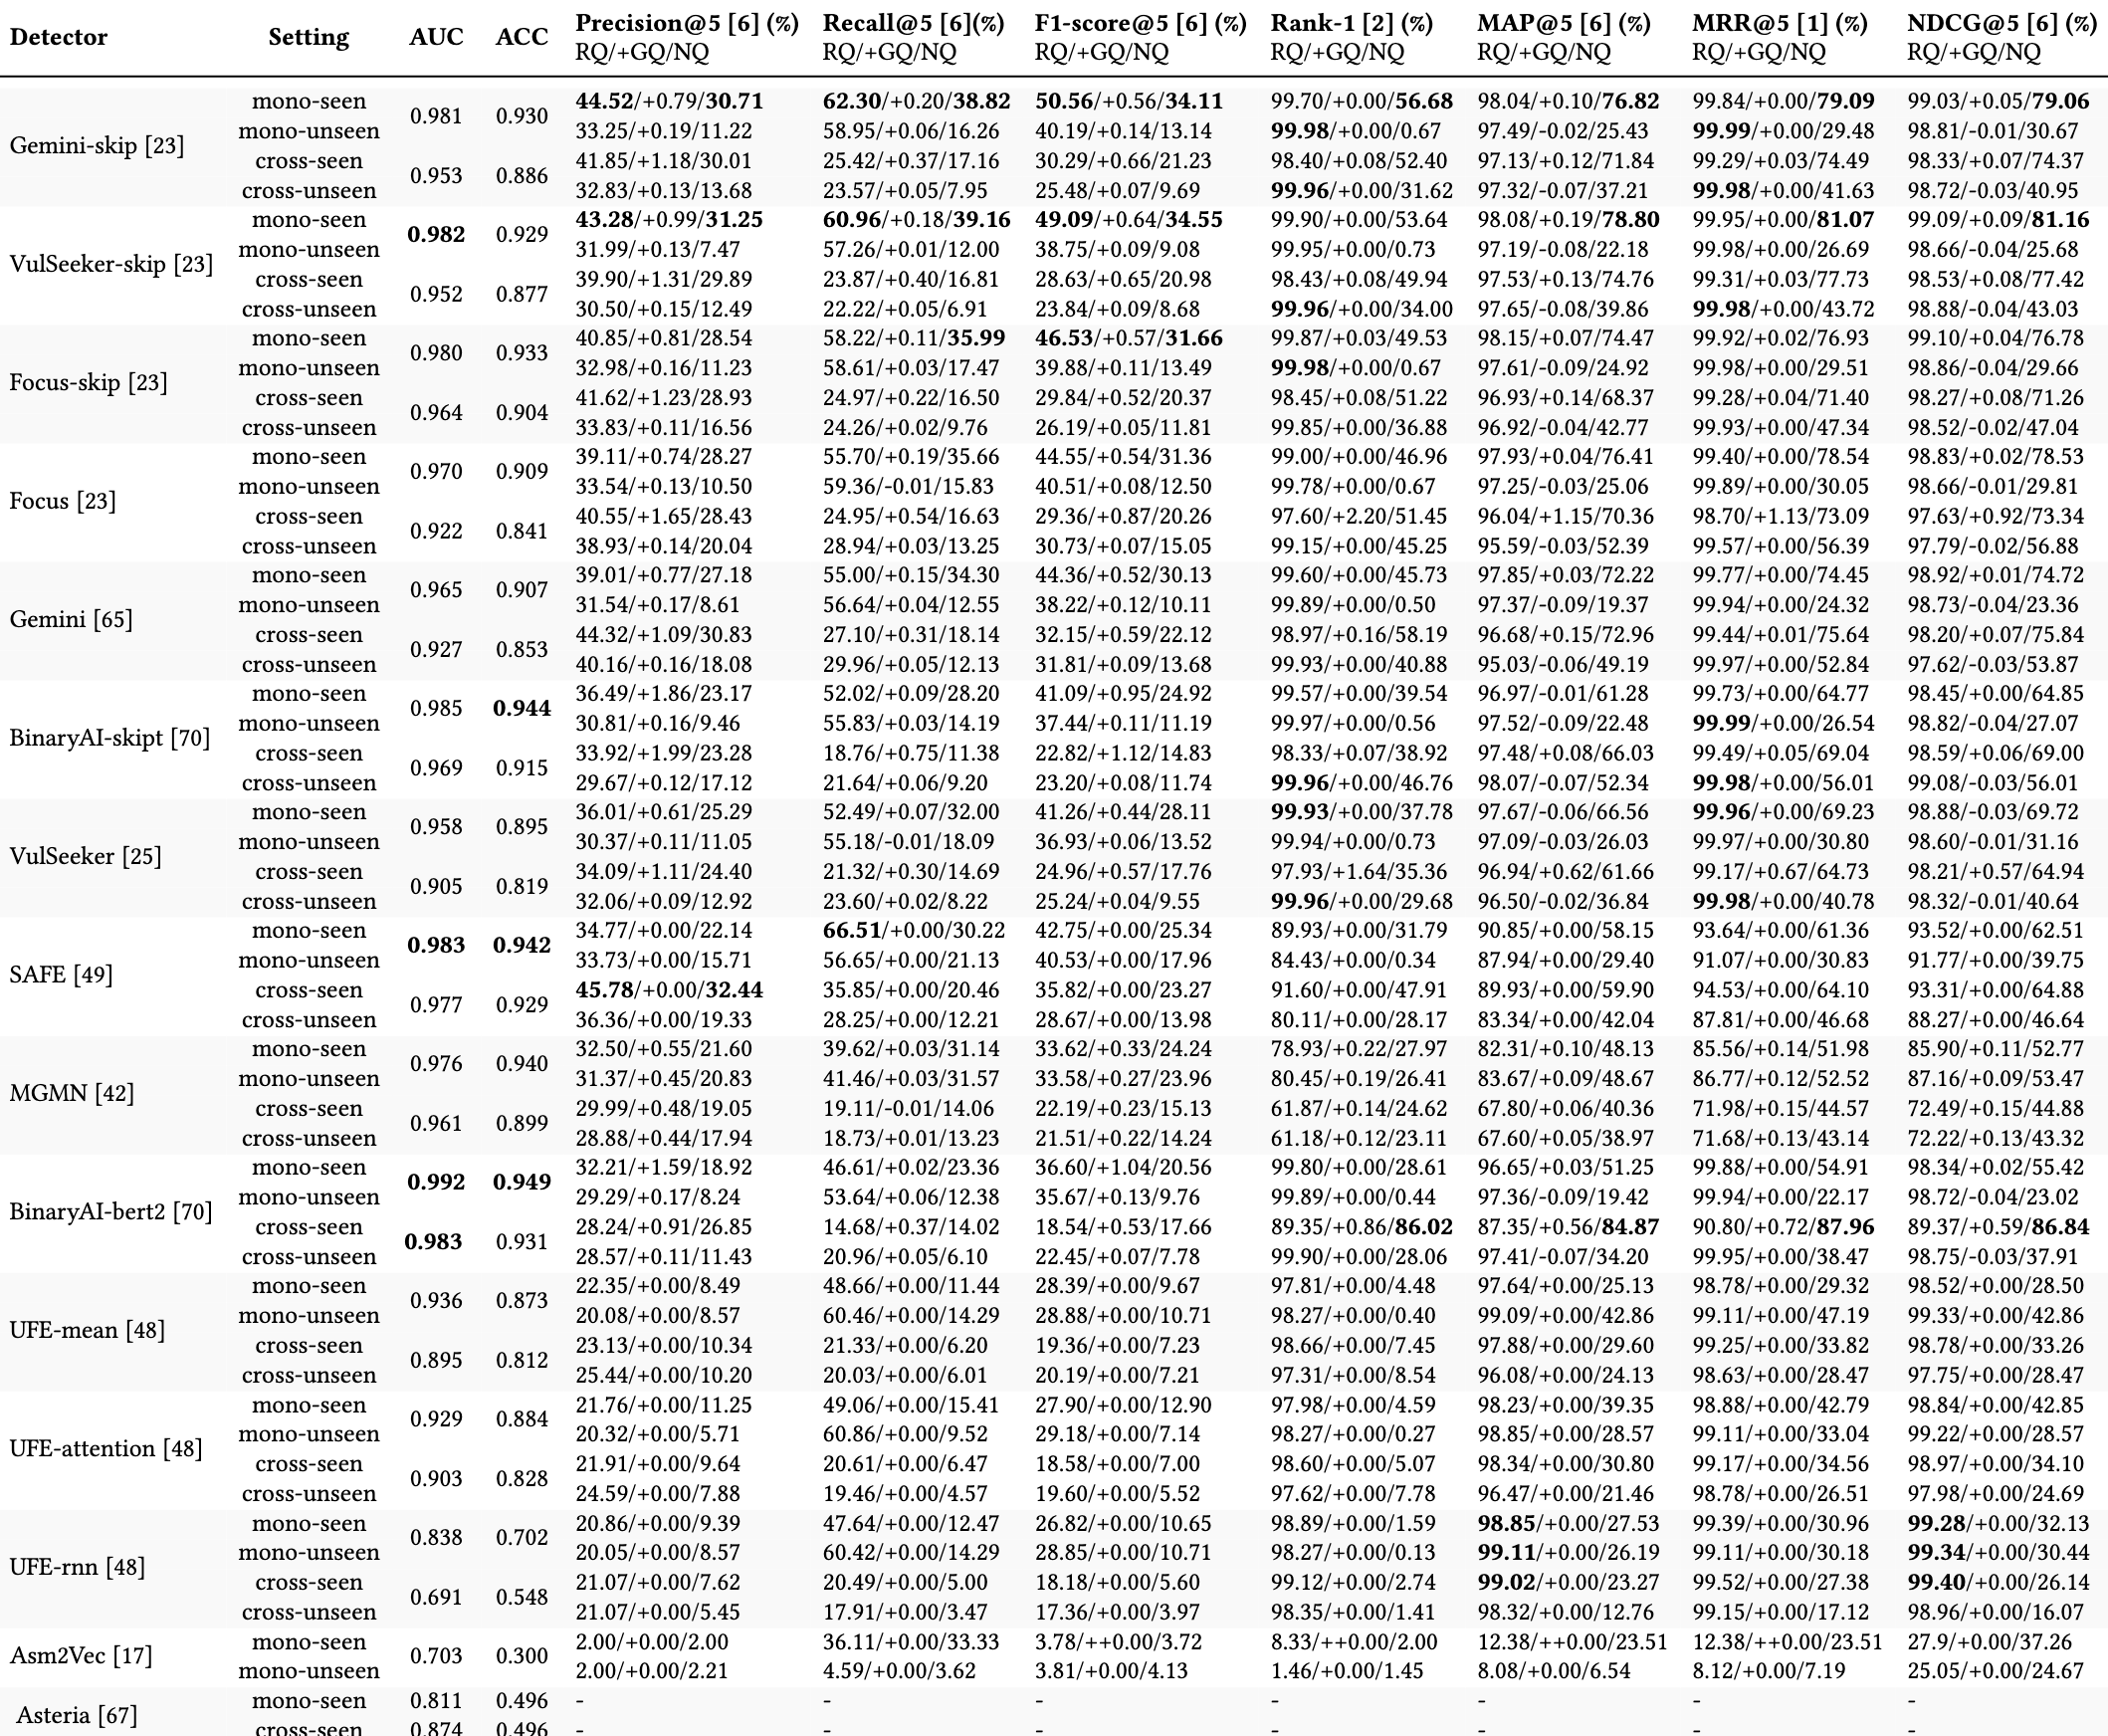 Detector Setting AUC ACC Precision@5 [6] (%) Recall@5 [6](%) F1-score@5 [6] (%) Rank-1 [2] (%) MAP@5 [6] (%) MRR@5 [1] (%) NDCG@5 [6] (%)
RQ/+GQ/NQ RQ/+GQ/NQ RQ/+GQ/NQ RQ/+GQ/NQ RQ/+GQ/NQ RQ/+GQ/NQ RQ/+GQ/NQ
Gemini-skip [23] mono-seen 0.981 0.930 44.52/+0.79/30.71 62.30/+0.20/38.82 50.56/+0.56/34.11 99.70/+0.00/56.68 98.04/+0.10/76.82 99.84/+0.00/79.09 99.03/+0.05/79.06
mono-unseen 33.25/+0.19/11.22 58.95/+0.06/16.26 40.19/+0.14/13.14 99.98/+0.00/0.67 97.49/-0.02/25.43 99.99/+0.00/29.48 98.81/-0.01/30.67
cross-seen 0.953 0.886 41.85/+1.18/30.01 25.42/+0.37/17.16 30.29/+0.66/21.23 98.40/+0.08/52.40 97.13/+0.12/71.84 99.29/+0.03/74.49 98.33/+0.07/74.37
cross-unseen 32.83/+0.13/13.68 23.57/+0.05/7.95 25.48/+0.07/9.69 99.96/+0.00/31.62 97.32/-0.07/37.21 99.98/+0.00/41.63 98.72/-0.03/40.95
VulSeeker-skip [23] mono-seen 0.982 0.929 43.28/+0.99/31.25 60.96/+0.18/39.16 49.09/+0.64/34.55 99.90/+0.00/53.64 98.08/+0.19/78.80 99.95/+0.00/81.07 99.09/+0.09/81.16
mono-unseen 31.99/+0.13/7.47 57.26/+0.01/12.00 38.75/+0.09/9.08 99.95/+0.00/0.73 97.19/-0.08/22.18 99.98/+0.00/26.69 98.66/-0.04/25.68
cross-seen 0.952 0.877 39.90/+1.31/29.89 23.87/+0.40/16.81 28.63/+0.65/20.98 98.43/+0.08/49.94 97.53/+0.13/74.76 99.31/+0.03/77.73 98.53/+0.08/77.42
cross-unseen 30.50/+0.15/12.49 22.22/+0.05/6.91 23.84/+0.09/8.68 99.96/+0.00/34.00 97.65/-0.08/39.86 99.98/+0.00/43.72 98.88/-0.04/43.03
Focus-skip [23] mono-seen 0.980 0.933 40.85/+0.81/28.54 58.22/+0.11/35.99 46.53/+0.57/31.66 99.87/+0.03/49.53 98.15/+0.07/74.47 99.92/+0.02/76.93 99.10/+0.04/76.78
mono-unseen 32.98/+0.16/11.23 58.61/+0.03/17.47 39.88/+0.11/13.49 99.98/+0.00/0.67 97.61/-0.09/24.92 99.98/+0.00/29.51 98.86/-0.04/29.66
cross-seen 0.964 0.904 41.62/+1.23/28.93 24.97/+0.22/16.50 29.84/+0.52/20.37 98.45/+0.08/51.22 96.93/+0.14/68.37 99.28/+0.04/71.40 98.27/+0.08/71.26
cross-unseen 33.83/+0.11/16.56 24.26/+0.02/9.76 26.19/+0.05/11.81 99.85/+0.00/36.88 96.92/-0.04/42.77 99.93/+0.00/47.34 98.52/-0.02/47.04
Focus [23] mono-seen 0.970 0.909 39.11/+0.74/28.27 55.70/+0.19/35.66 44.55/+0.54/31.36 99.00/+0.00/46.96 97.93/+0.04/76.41 99.40/+0.00/78.54 98.83/+0.02/78.53
mono-unseen 33.54/+0.13/10.50 59.36/-0.01/15.83 40.51/+0.08/12.50 99.78/+0.00/0.67 97.25/-0.03/25.06 99.89/+0.00/30.05 98.66/-0.01/29.81
cross-seen 0.922 0.841 40.55/+1.65/28.43 24.95/+0.54/16.63 29.36/+0.87/20.26 97.60/+2.20/51.45 96.04/+1.15/70.36 98.70/+1.13/73.09 97.63/+0.92/73.34
cross-unseen 38.93/+0.14/20.04 28.94/+0.03/13.25 30.73/+0.07/15.05 99.15/+0.00/45.25 95.59/-0.03/52.39 99.57/+0.00/56.39 97.79/-0.02/56.88
Gemini [65] mono-seen 0.965 0.907 39.01/+0.77/27.18 55.00/+0.15/34.30 44.36/+0.52/30.13 99.60/+0.00/45.73 97.85/+0.03/72.22 99.77/+0.00/74.45 98.92/+0.01/74.72
mono-unseen 31.54/+0.17/8.61 56.64/+0.04/12.55 38.22/+0.12/10.11 99.89/+0.00/0.50 97.37/-0.09/19.37 99.94/+0.00/24.32 98.73/-0.04/23.36
cross-seen 0.927 0.853 44.32/+1.09/30.83 27.10/+0.31/18.14 32.15/+0.59/22.12 98.97/+0.16/58.19 96.68/+0.15/72.96 99.44/+0.01/75.64 98.20/+0.07/75.84
cross-unseen 40.16/+0.16/18.08 29.96/+0.05/12.13 31.81/+0.09/13.68 99.93/+0.00/40.88 95.03/-0.06/49.19 99.97/+0.00/52.84 97.62/-0.03/53.87
BinaryAI-skipt [70] mono-seen 0.985 0.944 36.49/+1.86/23.17 52.02/+0.09/28.20 41.09/+0.95/24.92 99.57/+0.00/39.54 96.97/-0.01/61.28 99.73/+0.00/64.77 98.45/+0.00/64.85
mono-unseen 30.81/+0.16/9.46 55.83/+0.03/14.19 37.44/+0.11/11.19 99.97/+0.00/0.56 97.52/-0.09/22.48 99.99/+0.00/26.54 98.82/-0.04/27.07
cross-seen 0.969 0.915 33.92/+1.99/23.28 18.76/+0.75/11.38 22.82/+1.12/14.83 98.33/+0.07/38.92 97.48/+0.08/66.03 99.49/+0.05/69.04 98.59/+0.06/69.00
cross-unseen 29.67/+0.12/17.12 21.64/+0.06/9.20 23.20/+0.08/11.74 99.96/+0.00/46.76 98.07/-0.07/52.34 99.98/+0.00/56.01 99.08/-0.03/56.01
VulSeeker [25] mono-seen 0.958 0.895 36.01/+0.61/25.29 52.49/+0.07/32.00 41.26/+0.44/28.11 99.93/+0.00/37.78 97.67/-0.06/66.56 99.96/+0.00/69.23 98.88/-0.03/69.72
mono-unseen 30.37/+0.11/11.05 55.18/-0.01/18.09 36.93/+0.06/13.52 99.94/+0.00/0.73 97.09/-0.03/26.03 99.97/+0.00/30.80 98.60/-0.01/31.16
cross-seen 0.905 0.819 34.09/+1.11/24.40 21.32/+0.30/14.69 24.96/+0.57/17.76 97.93/+1.64/35.36 96.94/+0.62/61.66 99.17/+0.67/64.73 98.21/+0.57/64.94
cross-unseen 32.06/+0.09/12.92 23.60/+0.02/8.22 25.24/+0.04/9.55 99.96/+0.00/29.68 96.50/-0.02/36.84 99.98/+0.00/40.78 98.32/-0.01/40.64
SAFE [49] mono-seen 0.983 0.942 34.77/+0.00/22.14 66.51/+0.00/30.22 42.75/+0.00/25.34 89.93/+0.00/31.79 90.85/+0.00/58.15 93.64/+0.00/61.36 93.52/+0.00/62.51
mono-unseen 33.73/+0.00/15.71 56.65/+0.00/21.13 40.53/+0.00/17.96 84.43/+0.00/0.34 87.94/+0.00/29.40 91.07/+0.00/30.83 91.77/+0.00/39.75
cross-seen 0.977 0.929 45.78/+0.00/32.44 35.85/+0.00/20.46 35.82/+0.00/23.27 91.60/+0.00/47.91 89.93/+0.00/59.90 94.53/+0.00/64.10 93.31/+0.00/64.88
cross-unseen 36.36/+0.00/19.33 28.25/+0.00/12.21 28.67/+0.00/13.98 80.11/+0.00/28.17 83.34/+0.00/42.04 87.81/+0.00/46.68 88.27/+0.00/46.64
MGMN [42] mono-seen 0.976 0.940 32.50/+0.55/21.60 39.62/+0.03/31.14 33.62/+0.33/24.24 78.93/+0.22/27.97 82.31/+0.10/48.13 85.56/+0.14/51.98 85.90/+0.11/52.77
mono-unseen 31.37/+0.45/20.83 41.46/+0.03/31.57 33.58/+0.27/23.96 80.45/+0.19/26.41 83.67/+0.09/48.67 86.77/+0.12/52.52 87.16/+0.09/53.47
cross-seen 0.961 0.899 29.99/+0.48/19.05 19.11/-0.01/14.06 22.19/+0.23/15.13 61.87/+0.14/24.62 67.80/+0.06/40.36 71.98/+0.15/44.57 72.49/+0.15/44.88
cross-unseen 28.88/+0.44/17.94 18.73/+0.01/13.23 21.51/+0.22/14.24 61.18/+0.12/23.11 67.60/+0.05/38.97 71.68/+0.13/43.14 72.22/+0.13/43.32
BinaryAI-bert2 [70] mono-seen 0.992 0.949 32.21/+1.59/18.92 46.61/+0.02/23.36 36.60/+1.04/20.56 99.80/+0.00/28.61 96.65/+0.03/51.25 99.88/+0.00/54.91 98.34/+0.02/55.42
mono-unseen 29.29/+0.17/8.24 53.64/+0.06/12.38 35.67/+0.13/9.76 99.89/+0.00/0.44 97.36/-0.09/19.42 99.94/+0.00/22.17 98.72/-0.04/23.02
cross-seen 0.983 0.931 28.24/+0.91/26.85 14.68/+0.37/14.02 18.54/+0.53/17.66 89.35/+0.86/86.02 87.35/+0.56/84.87 90.80/+0.72/87.96 89.37/+0.59/86.84
cross-unseen 28.57/+0.11/11.43 20.96/+0.05/6.10 22.45/+0.07/7.78 99.90/+0.00/28.06 97.41/-0.07/34.20 99.95/+0.00/38.47 98.75/-0.03/37.91
UFE-mean [48] mono-seen 0.936 0.873 22.35/+0.00/8.49 48.66/+0.00/11.44 28.39/+0.00/9.67 97.81/+0.00/4.48 97.64/+0.00/25.13 98.78/+0.00/29.32 98.52/+0.00/28.50
mono-unseen 20.08/+0.00/8.57 60.46/+0.00/14.29 28.88/+0.00/10.71 98.27/+0.00/0.40 99.09/+0.00/42.86 99.11/+0.00/47.19 99.33/+0.00/42.86
cross-seen 0.895 0.812 23.13/+0.00/10.34 21.33/+0.00/6.20 19.36/+0.00/7.23 98.66/+0.00/7.45 97.88/+0.00/29.60 99.25/+0.00/33.82 98.78/+0.00/33.26
cross-unseen 25.44/+0.00/10.20 20.03/+0.00/6.01 20.19/+0.00/7.21 97.31/+0.00/8.54 96.08/+0.00/24.13 98.63/+0.00/28.47 97.75/+0.00/28.47
UFE-attention [48] mono-seen 0.929 0.884 21.76/+0.00/11.25 49.06/+0.00/15.41 27.90/+0.00/12.90 97.98/+0.00/4.59 98.23/+0.00/39.35 98.88/+0.00/42.79 98.84/+0.00/42.85
mono-unseen 20.32/+0.00/5.71 60.86/+0.00/9.52 29.18/+0.00/7.14 98.27/+0.00/0.27 98.85/+0.00/28.57 99.11/+0.00/33.04 99.22/+0.00/28.57
cross-seen 0.903 0.828 21.91/+0.00/9.64 20.61/+0.00/6.47 18.58/+0.00/7.00 98.60/+0.00/5.07 98.34/+0.00/30.80 99.17/+0.00/34.56 98.97/+0.00/34.10
cross-unseen 24.59/+0.00/7.88 19.46/+0.00/4.57 19.60/+0.00/5.52 97.62/+0.00/7.78 96.47/+0.00/21.46 98.78/+0.00/26.51 97.98/+0.00/24.69
UFE-rnn [48] mono-seen 0.838 0.702 20.86/+0.00/9.39 47.64/+0.00/12.47 26.82/+0.00/10.65 98.89/+0.00/1.59 98.85/+0.00/27.53 99.39/+0.00/30.96 99.28/+0.00/32.13
mono-unseen 20.05/+0.00/8.57 60.42/+0.00/14.29 28.85/+0.00/10.71 98.27/+0.00/0.13 99.11/+0.00/26.19 99.11/+0.00/30.18 99.34/+0.00/30.44
cross-seen 0.691 0.548 21.07/+0.00/7.62 20.49/+0.00/5.00 18.18/+0.00/5.60 99.12/+0.00/2.74 99.02/+0.00/23.27 99.52/+0.00/27.38 99.40/+0.00/26.14
cross-unseen 21.07/+0.00/5.45 17.91/+0.00/3.47 17.36/+0.00/3.97 98.35/+0.00/1.41 98.32/+0.00/12.76 99.15/+0.00/17.12 98.96/+0.00/16.07
Asm2Vec [17] mono-seen 0.703 0.300 2.00/+0.00/2.00 36.11/+0.00/33.33 3.78/++0.00/3.72 8.33/++0.00/2.00 12.38/++0.00/23.51 12.38/++0.00/23.51 27.9/+0.00/37.26
mono-unseen 2.00/+0.00/2.21 4.59/+0.00/3.62 3.81/+0.00/4.13 1.46/+0.00/1.45 8.08/+0.00/6.54 8.12/+0.00/7.19 25.05/+0.00/24.67
Asteria [67] mono-seen 0.811 0.496 - - - - - - -
cross-seen 0.874 0.496 - - - - - - -